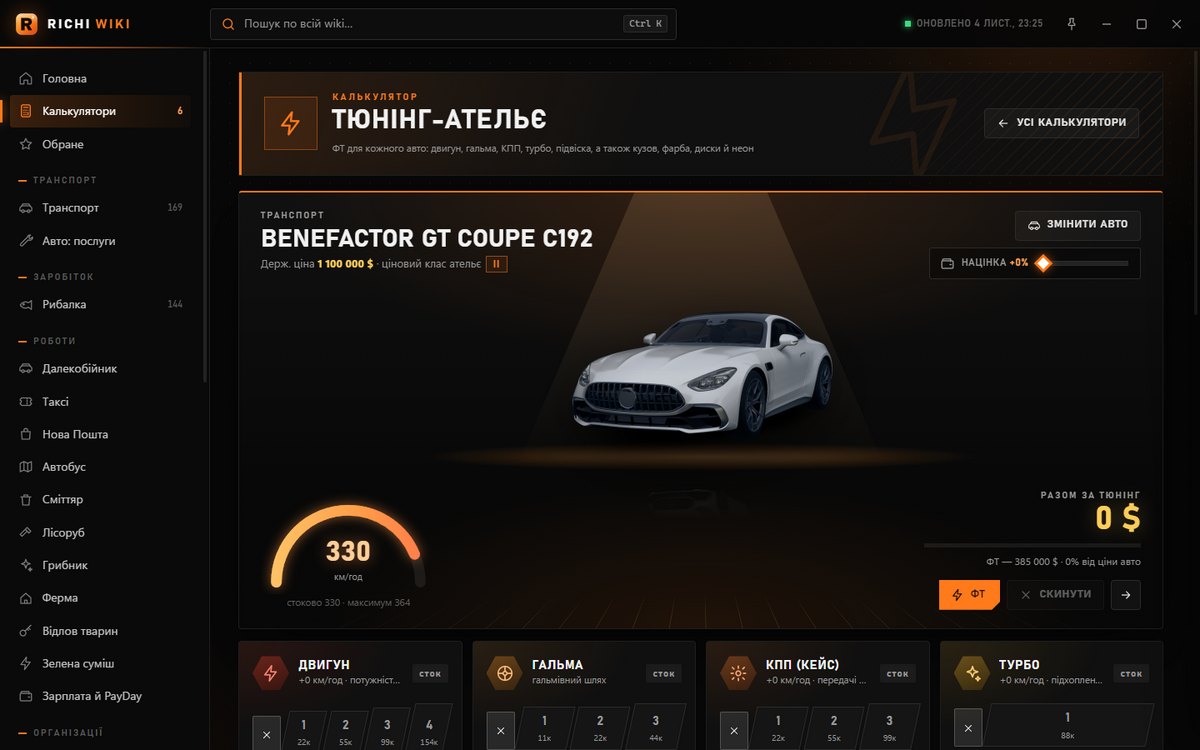 RICHI WIKI
Пошук по всій wiki...
Ctrl K
ОНОВЛЕНО 4 ЛИСТ., 23:25
Головна
Калькулятори 6
Обране
ТРАНСПОРТ
Транспорт 169
Авто: послуги
ЗАРОБІТОК
Рибалка 144
РОБОТИ
Далекобійник
Таксі
Нова Пошта
Автобус
Сміттяр
Лісоруб
Грибник
Ферма
Відлов тварин
Зелена суміш
Зарплата й PayDay
ОРГАНІЗАЦІЇ
КАЛЬКУЛЯТОР
ТЮНІНГ-АТЕЛЬЄ
ФТ для кожного авто: двигун, гальма, КПП, турбо, підвіска, а також кузов, фарба, диски й неон
УСІ КАЛЬКУЛЯТОРИ
ТРАНСПОРТ
BENEFACTOR GT COUPE C192
Держ. ціна 1 100 000 $ · ціновий клас ательє II
ЗМІНИТИ АВТО
НАЦІНКА +0%
330
км/год
стоково 330 · максимум 364
РАЗОМ ЗА ТЮНІНГ
0 $
ФТ — 385 000 $ · 0% від ціни авто
ФТ
СКИНУТИ
ДВИГУН
+0 км/год · потужніст...
СТОК
1 2 3 4
22к 55к 99к 154к
ГАЛЬМА
гальмівний шлях
СТОК
1 2 3
11к 22к 44к
КПП (КЕЙС)
+0 км/год · передачі ...
СТОК
1 2 3
22к 55к 99к
ТУРБО
+0 км/год · підхоплен...
СТОК
1
88к